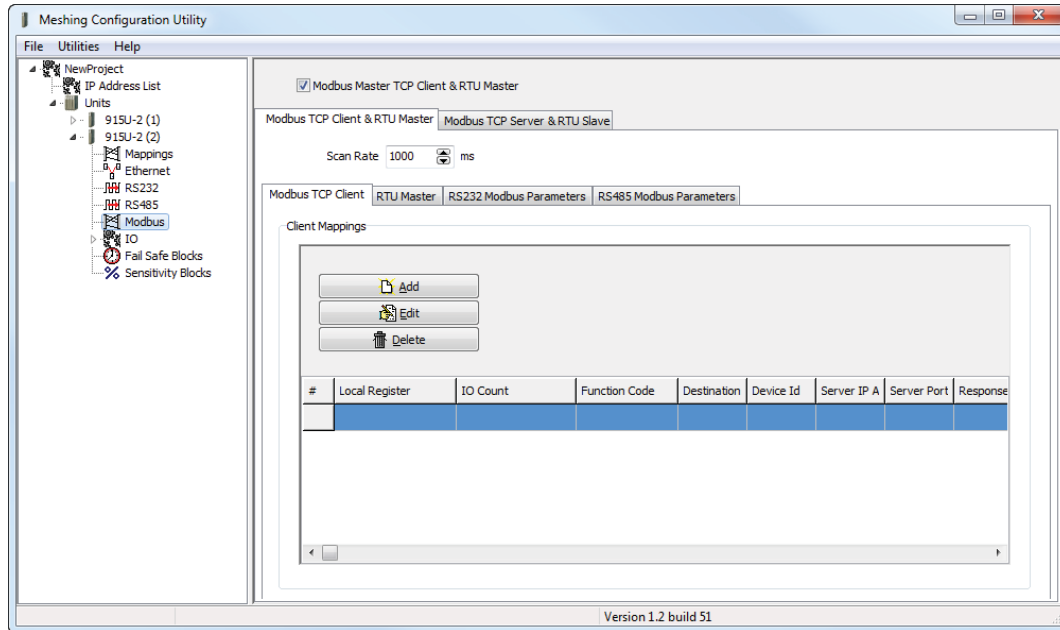 Meshing Configuration Utility
File Utilities Help
NewProject
IP Address List
Units
915U-2 (1)
915U-2 (2)
Mappings
Ethernet
RS232
RS485
Modbus
IO
Fail Safe Blocks
Sensitivity Blocks
Modbus Master TCP Client & RTU Master
Modbus TCP Client & RTU Master Modbus TCP Server & RTU Slave
Scan Rate 1000 ms
Modbus TCP Client RTU Master RS232 Modbus Parameters RS485 Modbus Parameters
Client Mappings
Add
Edit
Delete
# Local Register IO Count Function Code Destination Device Id Server IP A Server Port Response
Version 1.2 build 51